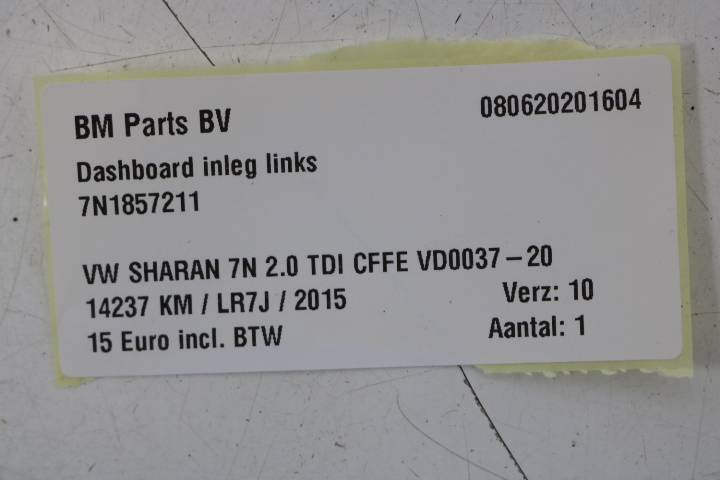 BM Parts BV 080620201604
Dashboard inleg links
7N1857211
VW SHARAN 7N 2.0 TDI CFFE VD0037-20
14237 KM / LR7J / 2015 Verz: 10
15 Euro incl. BTW Aantal: 1